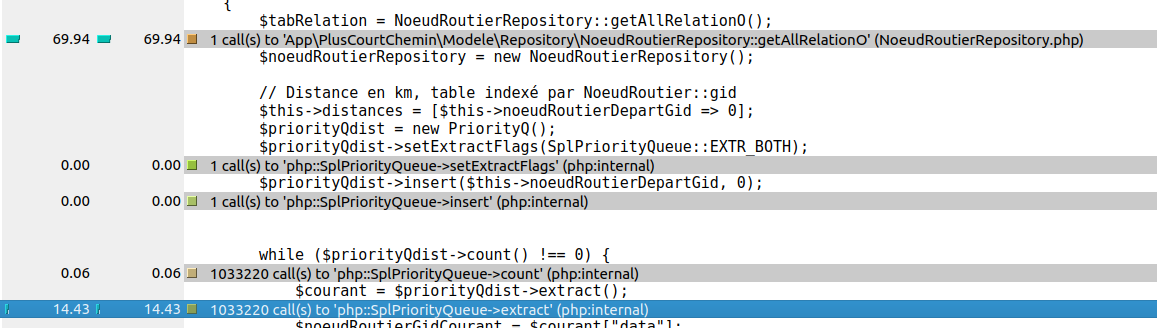 {
$tabRelation = NoeudRoutierRepository::getAllRelationO();
69.94 69.94 1 call(s) to 'App\PlusCourtChemin\Modele\Repository\NoeudRoutierRepository::getAllRelationO' (NoeudRoutierRepository.php)
$noeudRoutierRepository = new NoeudRoutierRepository();
// Distance en km, table indexé par NoeudRoutier::gid
$this->distances = [$this->noeudRoutierDepartGid => 0];
$priorityQdist = new PriorityQ();
$priorityQdist->setExtractFlags(SplPriorityQueue::EXTR_BOTH);
0.00 0.00 1 call(s) to 'php::SplPriorityQueue->setExtractFlags' (php:internal)
$priorityQdist->insert($this->noeudRoutierDepartGid, 0);
0.00 0.00 1 call(s) to 'php::SplPriorityQueue->insert' (php:internal)
while ($priorityQdist->count() !== 0) {
0.06 0.06 1033220 call(s) to 'php::SplPriorityQueue->count' (php:internal)
$courant = $priorityQdist->extract();
14.43 14.43 1033220 call(s) to 'php::SplPriorityQueue->extract' (php:internal)
$noeudRoutierGidCourant = $courant["data"];